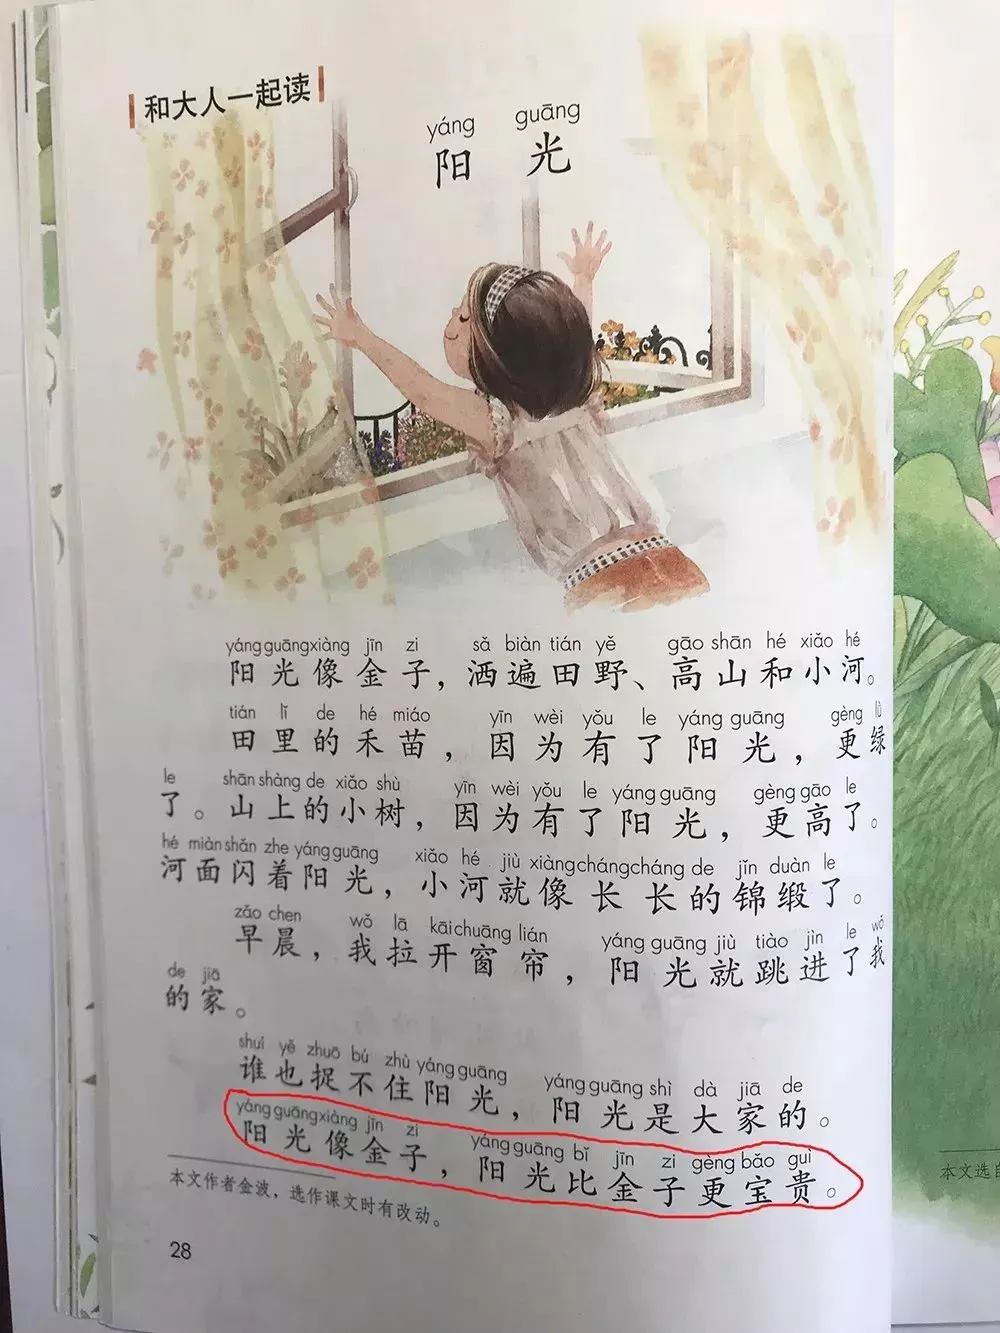 和大人一起读
yáng guāng
阳 光
yáng guāng xiàng jīn zi sǎ biàn tián yě gāo shān hé xiǎo hé
阳光像金子，洒遍田野、高山和小河。
tián lǐ de hé miáo yīn wèi yǒu le yáng guāng gèng lǜ
田里的禾苗，因为有了阳光，更绿
le shān shàng de xiǎo shù yīn wèi yǒu le yáng guāng gèng gāo le
了。山上的小树，因为有了阳光，更高了。
hé miàn shǎn zhe yáng guāng xiǎo hé jiù xiàng cháng cháng de jǐn duàn le
河面闪着阳光，小河就像长长的锦缎了。
zǎo chen wǒ lā kāi chuāng lián yáng guāng jiù tiào jìn le wǒ
早晨，我拉开窗帘，阳光就跳进了我
de jiā
的家。
shuí yě zhuō bú zhù yáng guāng yáng guāng shì dà jiā de
谁也捉不住阳光，阳光是大家的。
yáng guāng xiàng jīn zi yáng guāng bǐ jīn zi gèng bǎo guì
阳光像金子，阳光比金子更宝贵。
本文作者金波，选作课文时有改动。
28
本文选自